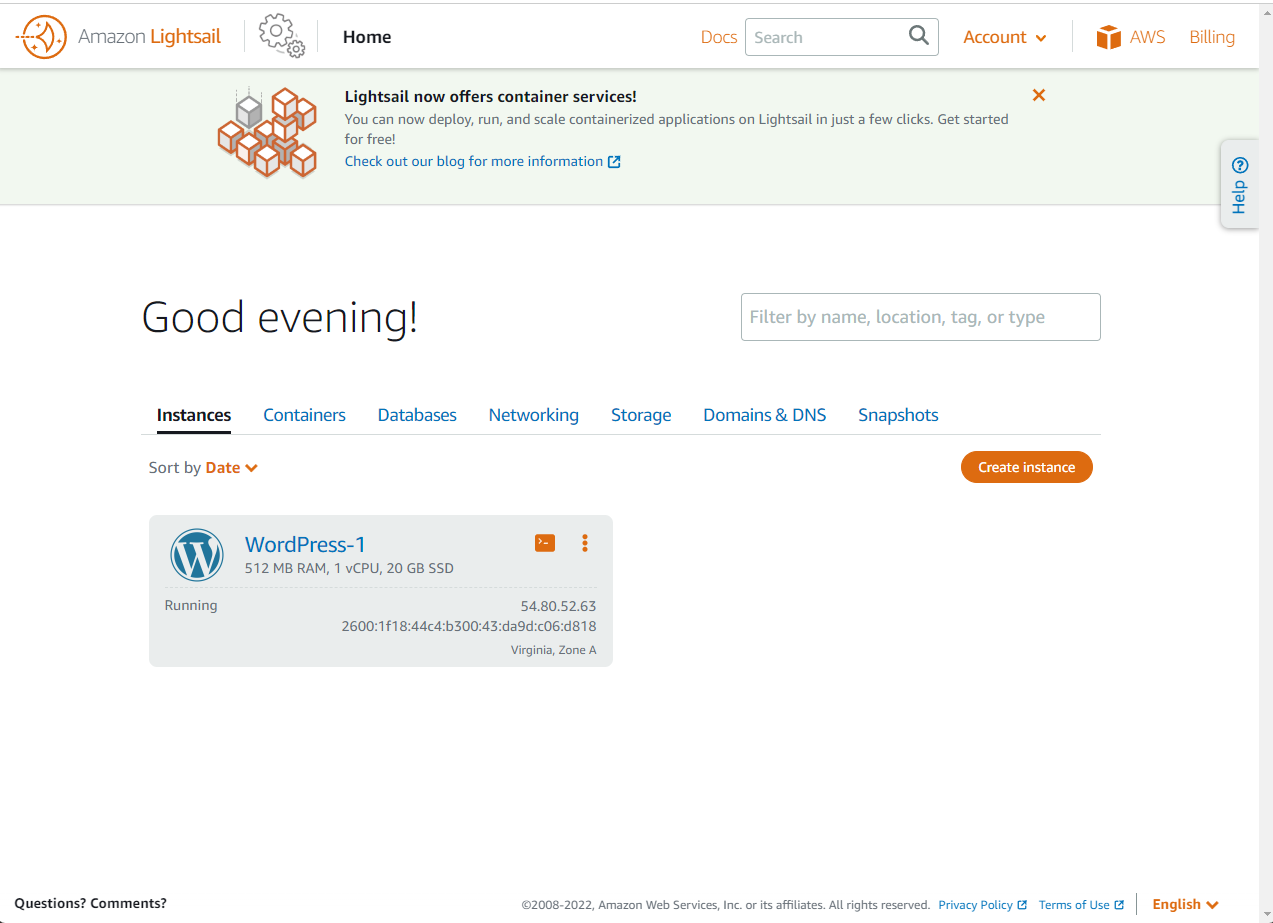 Amazon Lightsail
Home
Docs
Search
Account
AWS
Billing
Lightsail now offers container services!
You can now deploy, run, and scale containerized applications on Lightsail in just a few clicks. Get started
for free!
Check out our blog for more information
Help
Good evening!
Filter by name, location, tag, or type
Instances
Containers
Databases
Networking
Storage
Domains & DNS
Snapshots
Sort by Date
Create instance
WordPress-1
512 MB RAM, 1 vCPU, 20 GB SSD
Running
54.80.52.63
2600:1f18:44c4:b300:43:da9d:c06:d818
Virginia, Zone A
Questions? Comments?
©2008-2022, Amazon Web Services, Inc. or its affiliates. All rights reserved.
Privacy Policy
Terms of Use
English